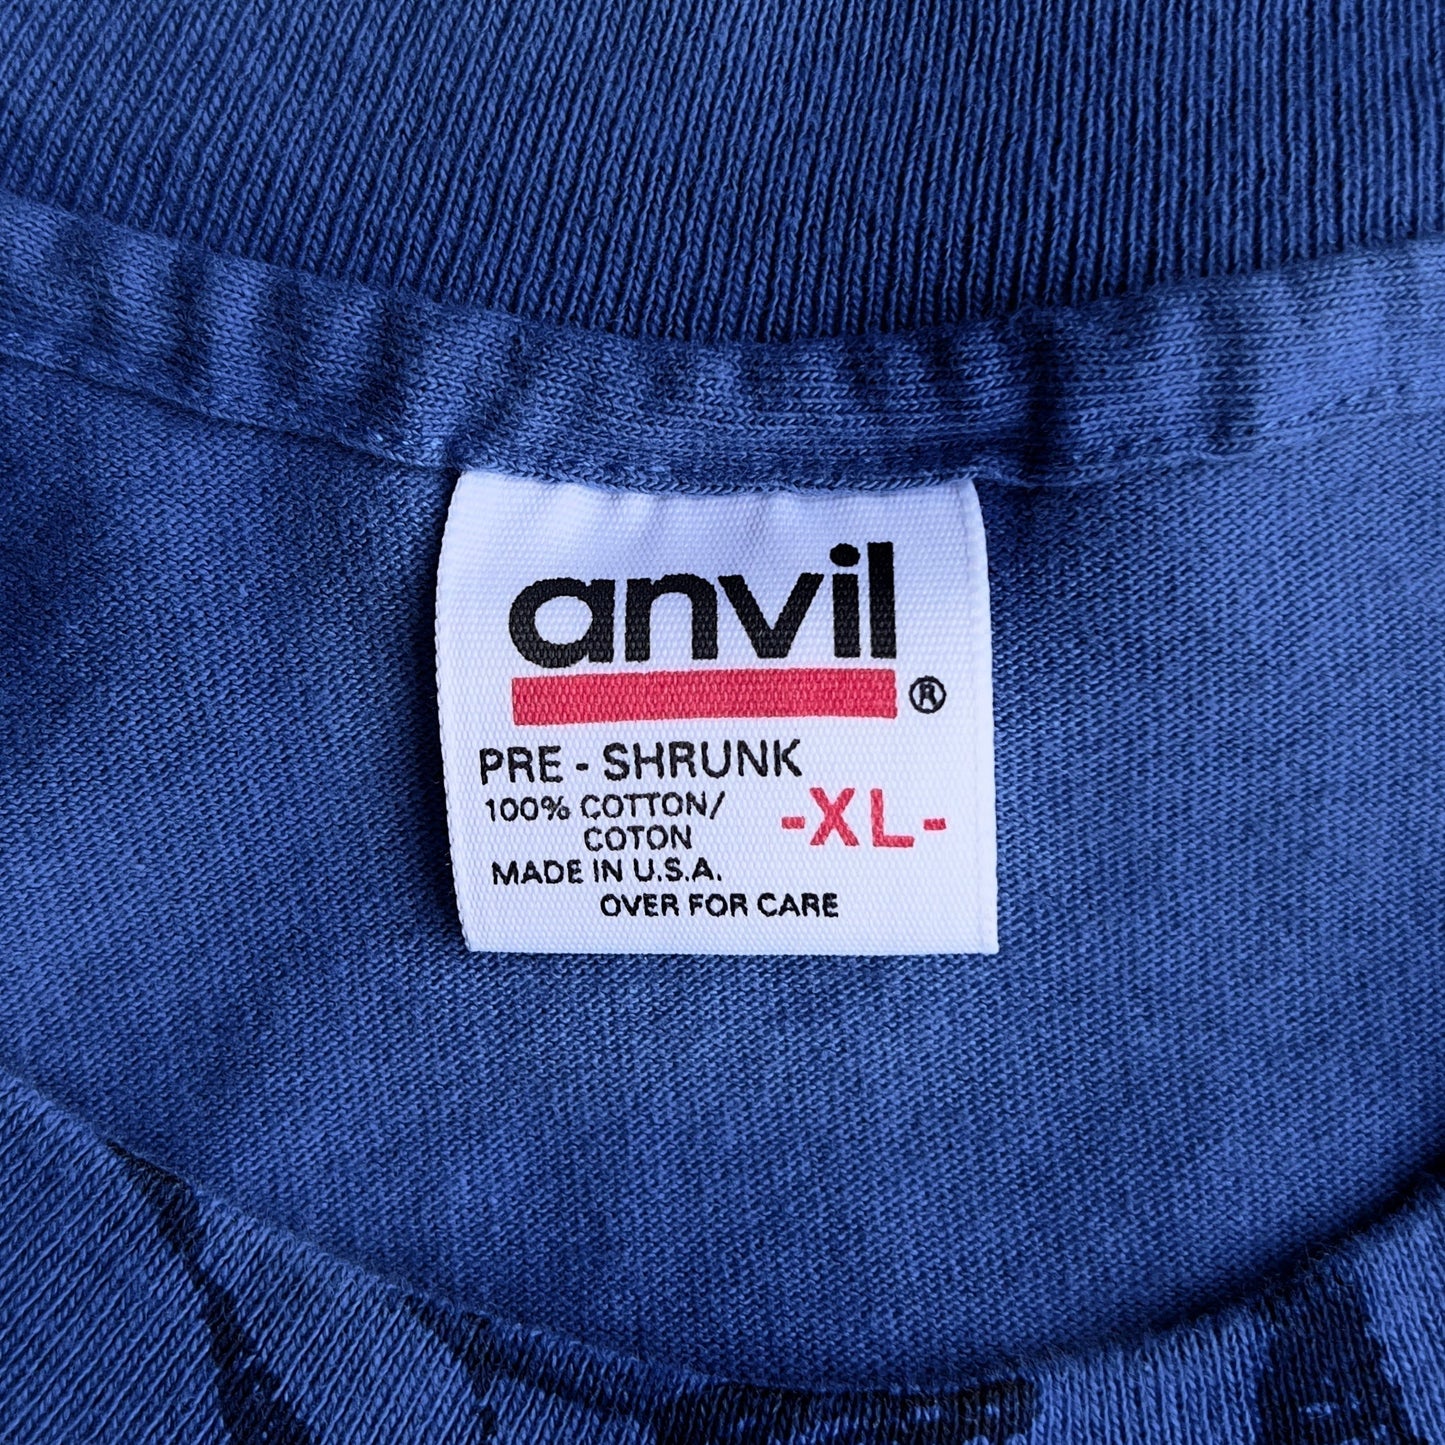 anvil
®
PRE - SHRUNK
100% COTTON/
COTON
-XL-
MADE IN U.S.A.
OVER FOR CARE